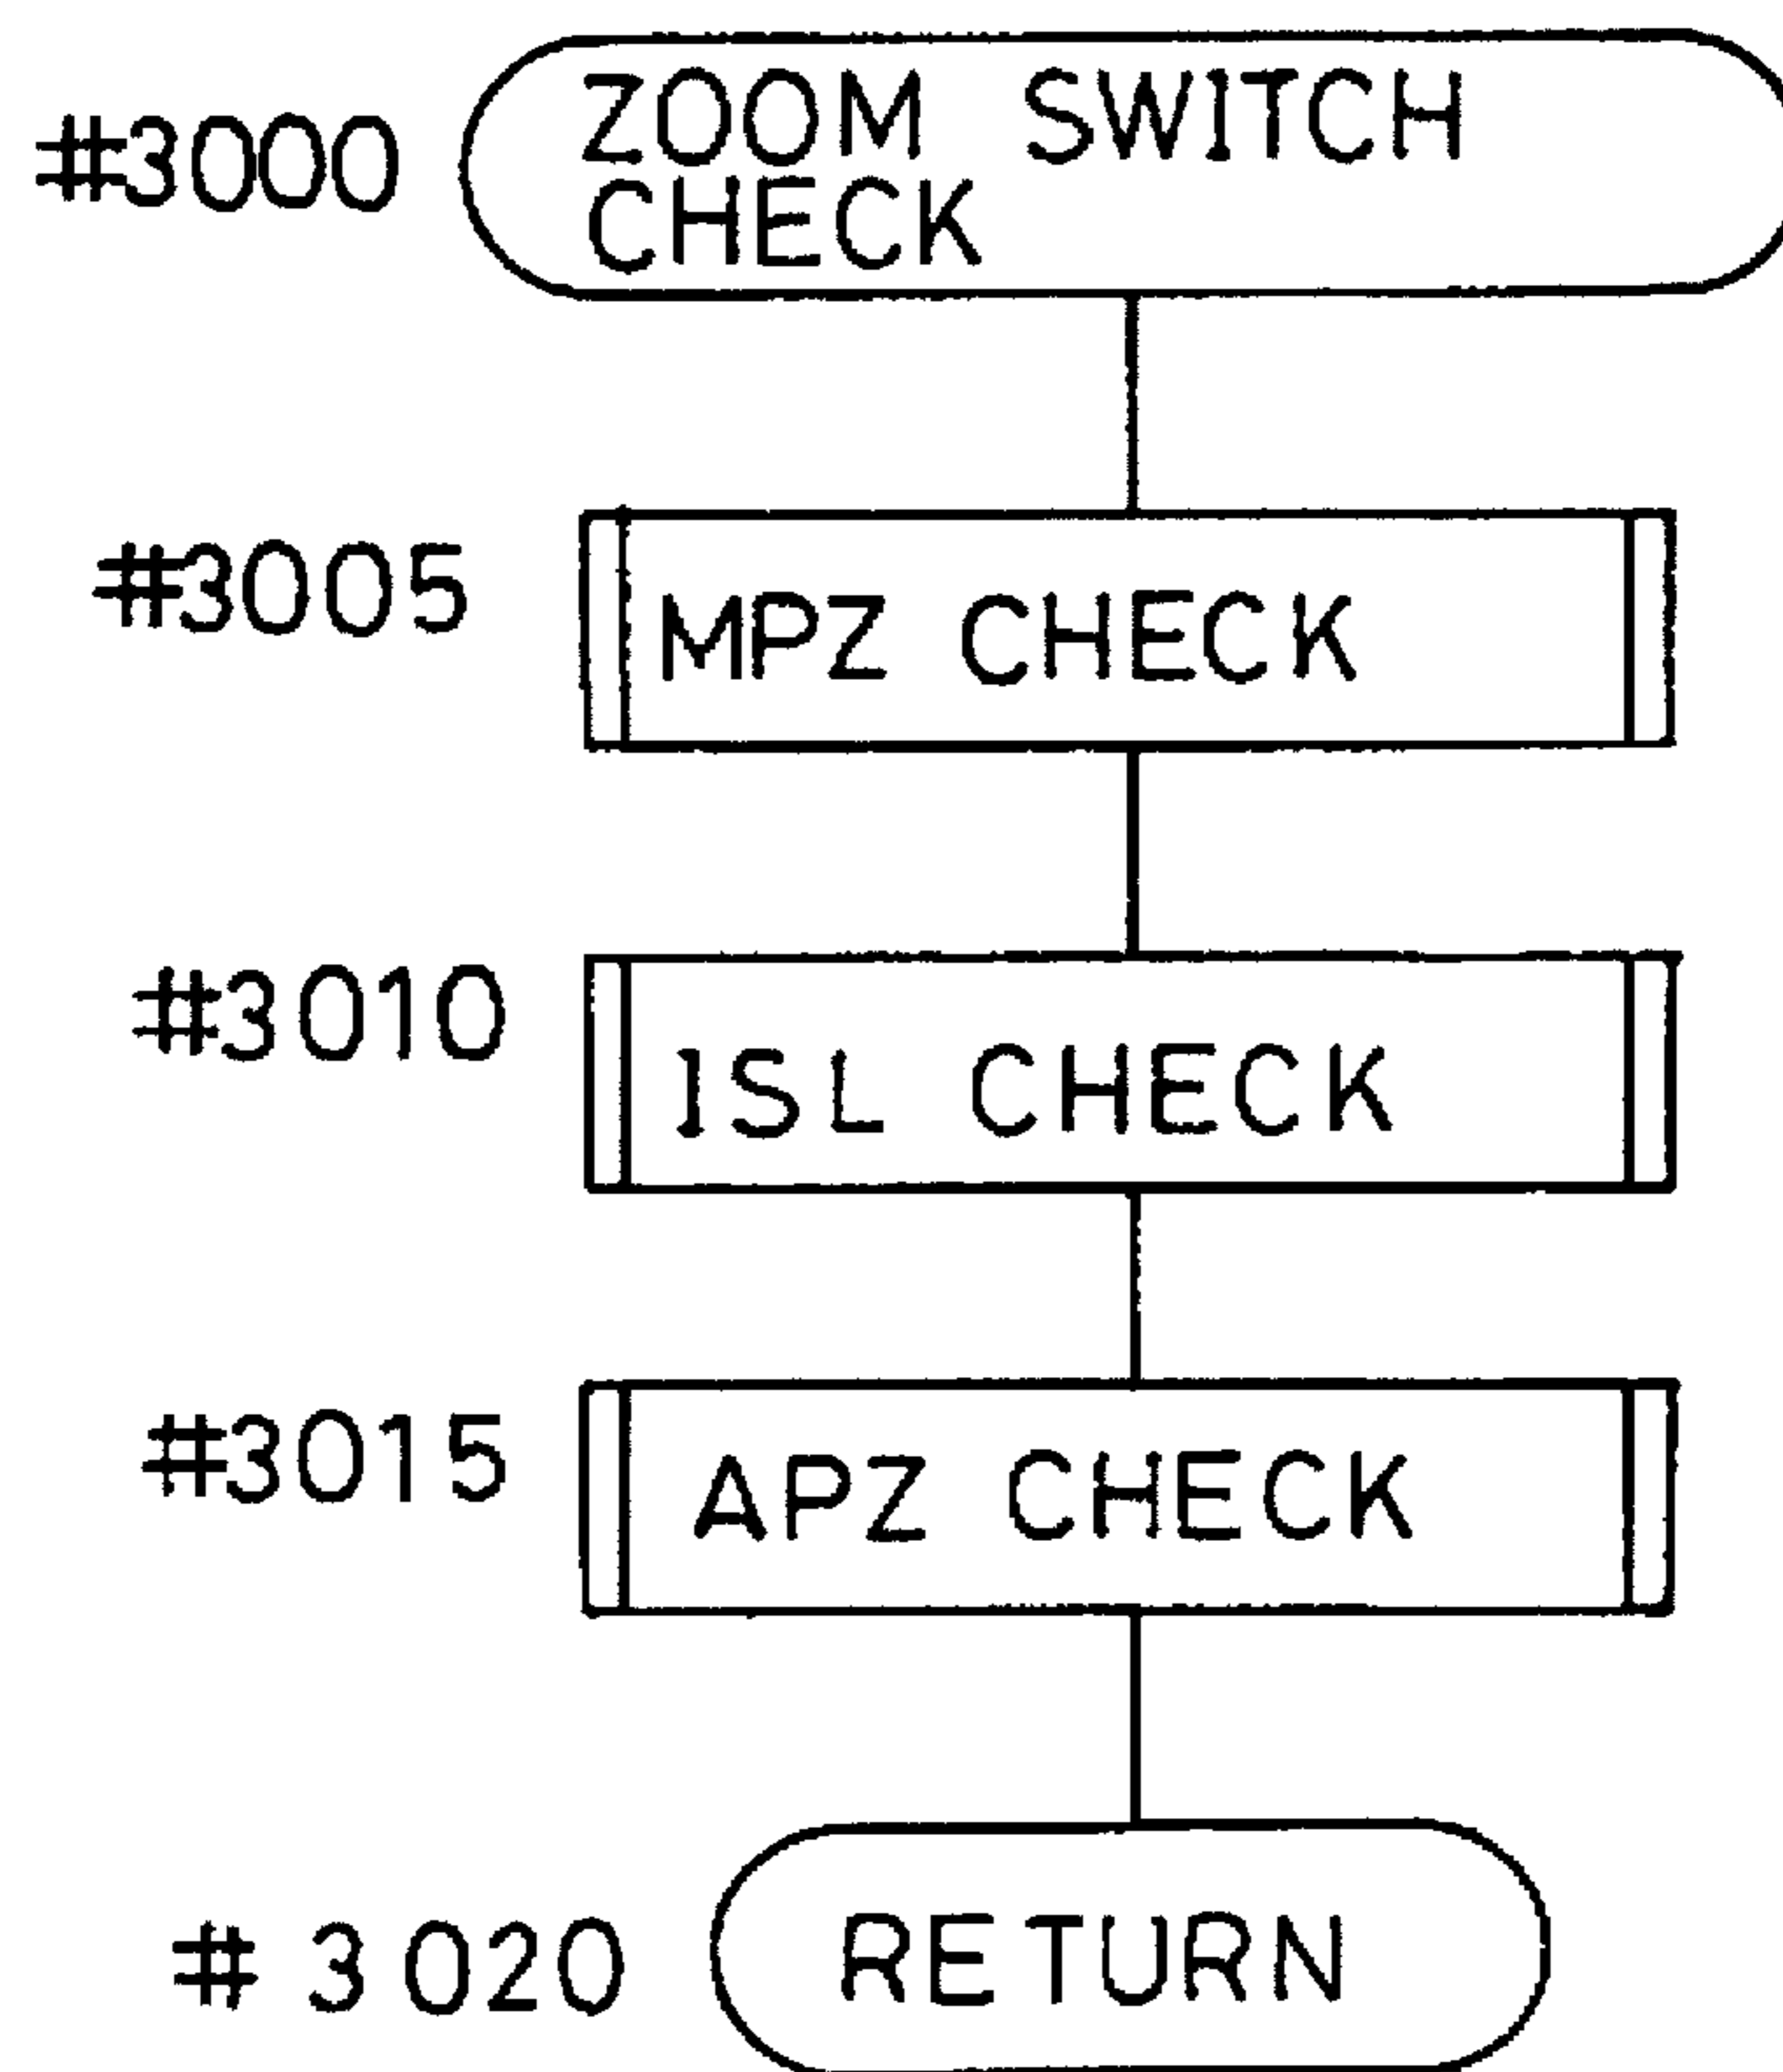 #3000
ZOOM SWITCH
CHECK
#3005
MPZ CHECK
#3010
ISL CHECK
#3015
APZ CHECK
# 3020
RETURN